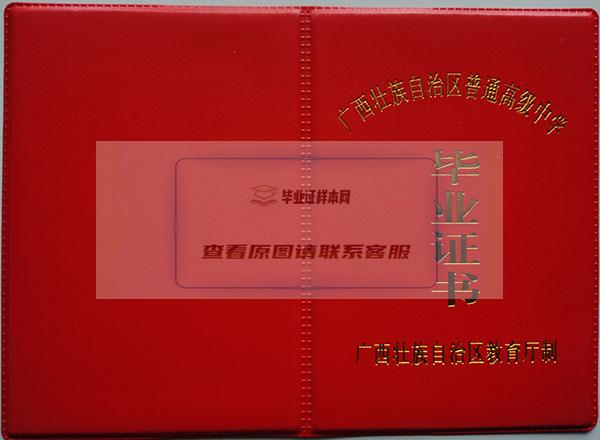 广西壮族自治区普通高级中学
毕业证书
毕业证样本网
查看原图请联系客服
广西壮族自治区教育厅制